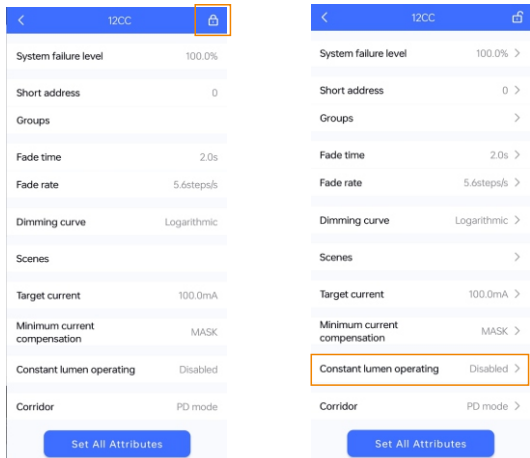 12CC
System failure level 100.0%
Short address 0
Groups
Fade time 2.0s
Fade rate 5.6steps/s
Dimming curve Logarithmic
Scenes
Target current 100.0mA
Minimum current
compensation MASK
Constant lumen operating Disabled
Corridor PD mode
Set All Attributes
12CC
System failure level 100.0%
Short address 0
Groups
Fade time 2.0s
Fade rate 5.6steps/s
Dimming curve Logarithmic
Scenes
Target current 100.0mA
Minimum current
compensation MASK
Constant lumen operating Disabled
Corridor PD mode
Set All Attributes